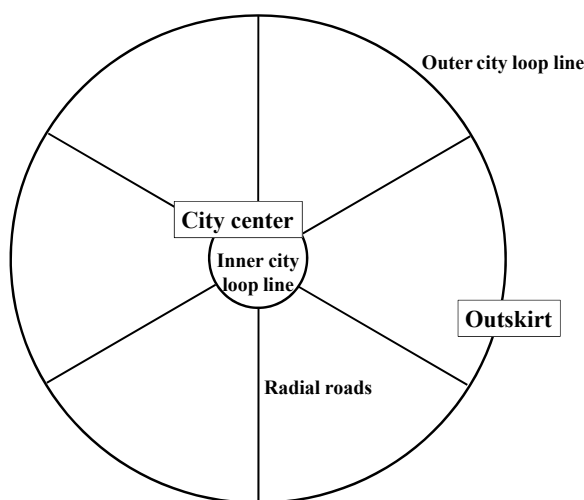 Outer city loop line
City center
Inner city
loop line
Outskirt
Radial roads